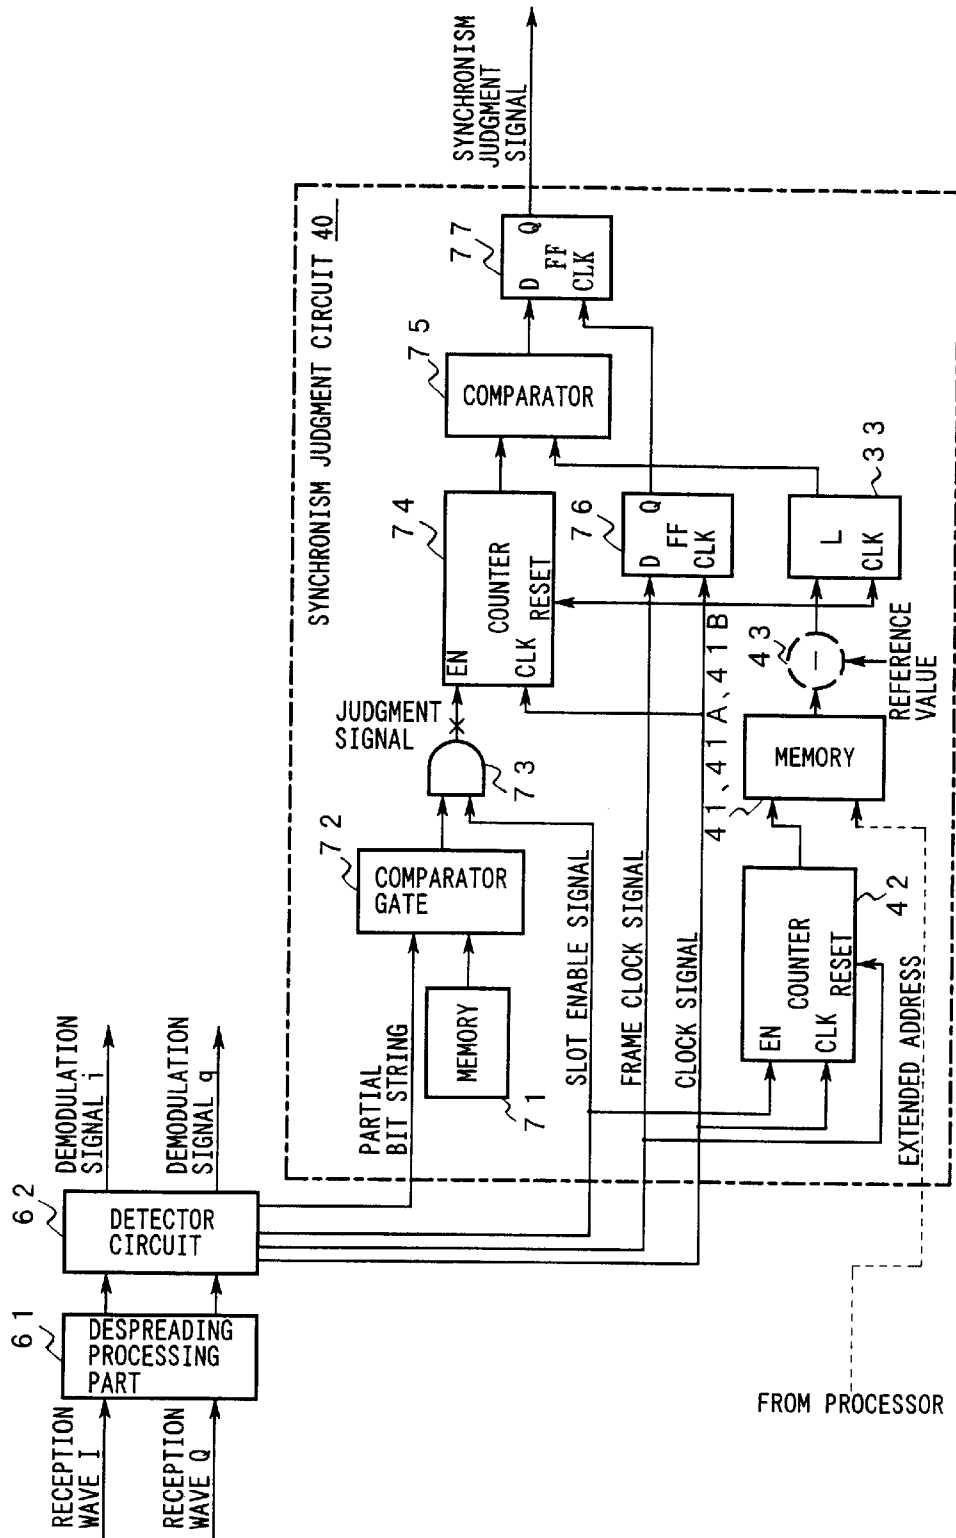 RECEPTION
WAVE I
RECEPTION
WAVE Q
61
DESPREADING
PROCESSING
PART
62
DETECTOR
CIRCUIT
DEMODULATION
SIGNAL i
DEMODULATION
SIGNAL q
SYNCHRONISM JUDGMENT CIRCUIT 40
PARTIAL
BIT STRING
MEMORY
71
72
COMPARATOR
GATE
73
JUDGMENT
SIGNAL
74
EN
COUNTER
CLK
RESET
75
COMPARATOR
77
D
Q
FF
CLK
SYNCHRONISM
JUDGMENT
SIGNAL
SLOT ENABLE SIGNAL
FRAME CLOCK SIGNAL
CLOCK SIGNAL
76
D
Q
FF
CLK
EN
COUNTER
CLK
RESET
42
41、41A、41B
MEMORY
43
−
REFERENCE
VALUE
L
CLK
33
EXTENDED ADDRESS
FROM PROCESSOR